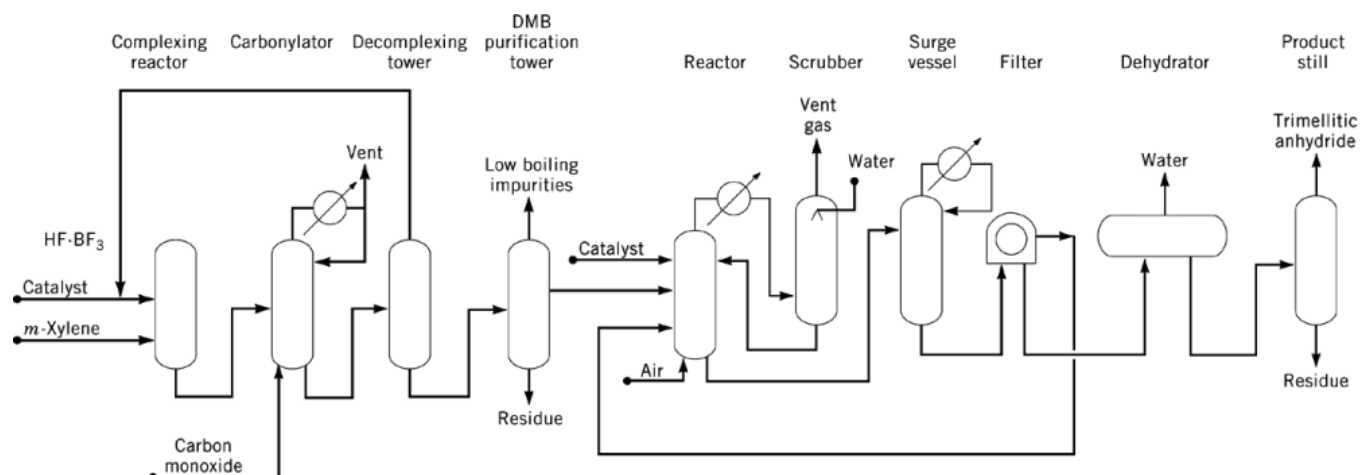 Complexing
reactor
Carbonylator
Decomplexing
tower
DMB
purification
tower
Reactor
Scrubber
Surge
vessel
Filter
Dehydrator
Product
still
Vent
Low boiling
impurities
Vent
gas
Water
Water
Trimellitic
anhydride
HF·BF₃
Catalyst
m-Xylene
Catalyst
Air
Residue
Residue
Carbon
monoxide